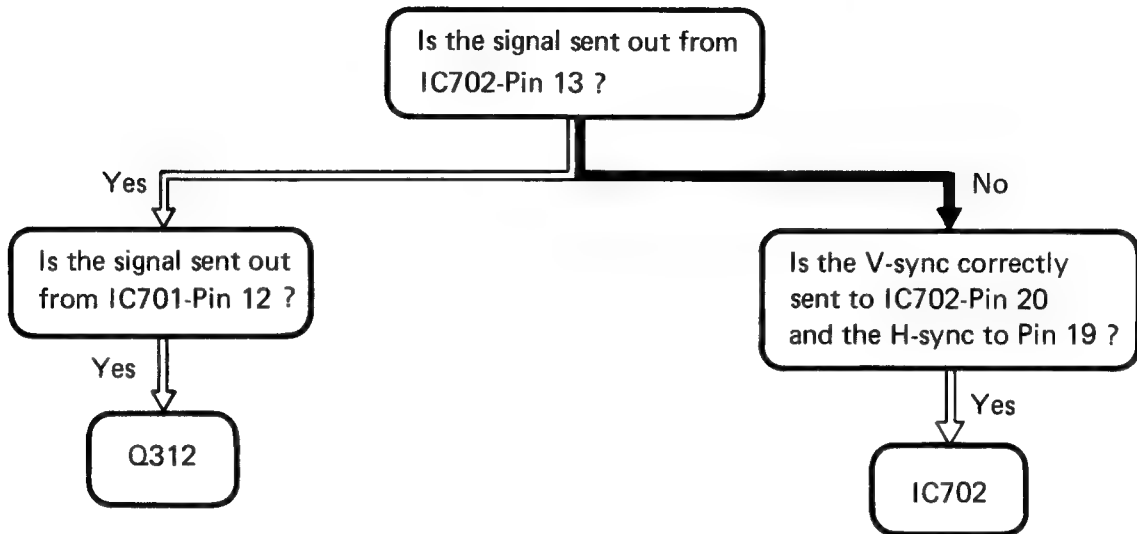 Is the signal sent out from
IC702-Pin 13 ?
Yes
No
Is the signal sent out
from IC701-Pin 12 ?
Is the V-sync correctly
sent to IC702-Pin 20
and the H-sync to Pin 19 ?
Yes
Yes
Q312
IC702